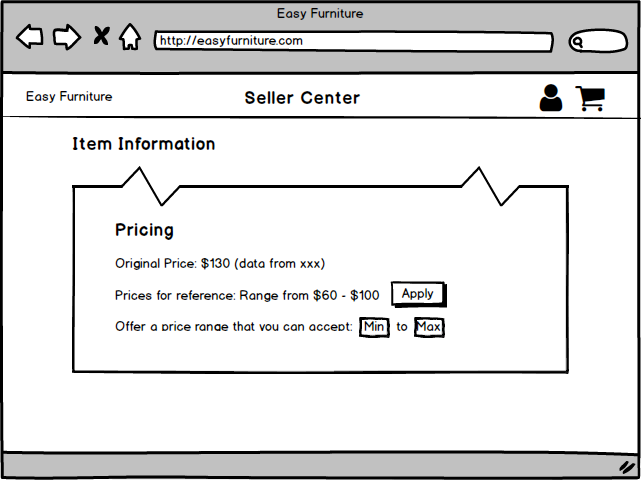 Easy Furniture
http://easyfurniture.com
Easy Furniture
Seller Center
Item Information
Pricing
Original Price: $130 (data from xxx)
Prices for reference: Range from $60 - $100 Apply
Offer a price range that you can accept: Min to Max